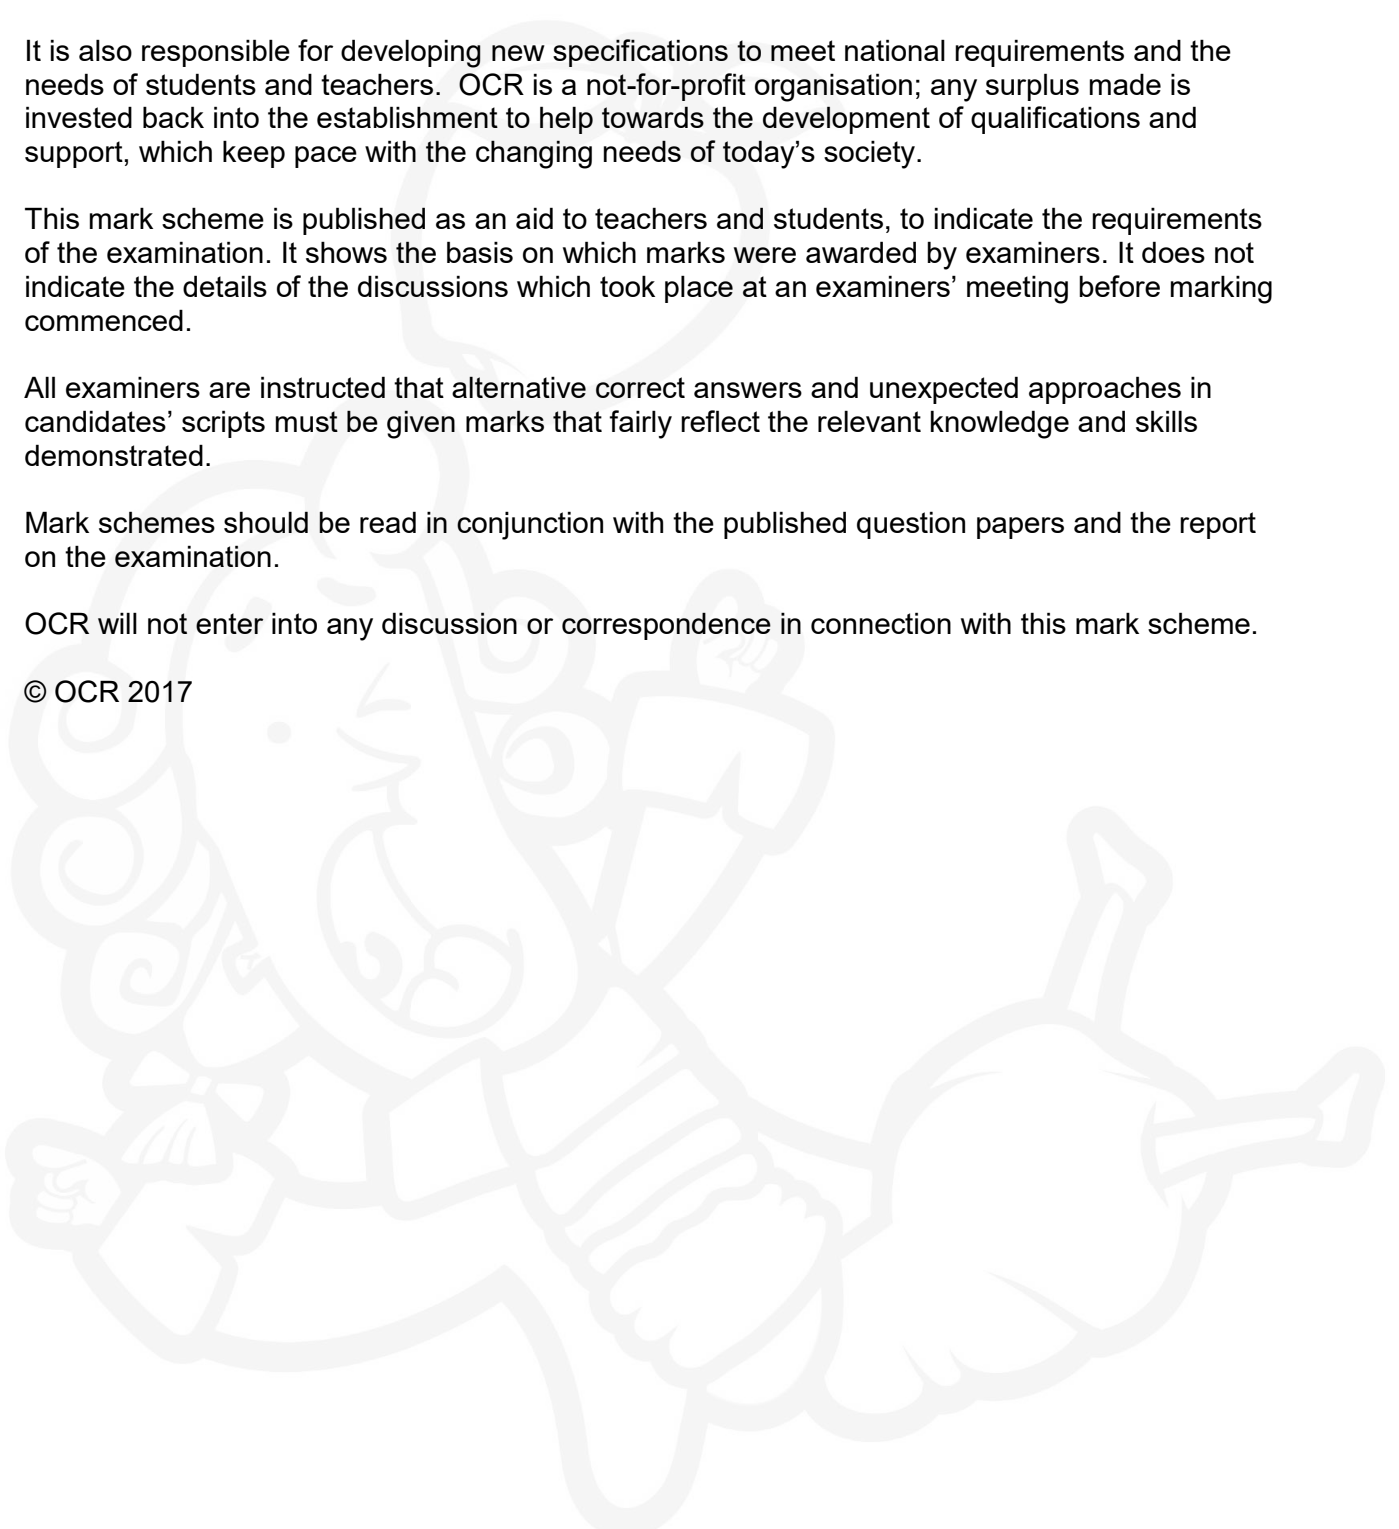 It is also responsible for developing new specifications to meet national requirements and the
needs of students and teachers.  OCR is a not-for-profit organisation; any surplus made is
invested back into the establishment to help towards the development of qualifications and
support, which keep pace with the changing needs of today’s society.
This mark scheme is published as an aid to teachers and students, to indicate the requirements
of the examination. It shows the basis on which marks were awarded by examiners. It does not
indicate the details of the discussions which took place at an examiners’ meeting before marking
commenced.
All examiners are instructed that alternative correct answers and unexpected approaches in
candidates’ scripts must be given marks that fairly reflect the relevant knowledge and skills
demonstrated.
Mark schemes should be read in conjunction with the published question papers and the report
on the examination.
OCR will not enter into any discussion or correspondence in connection with this mark scheme.
© OCR 2017